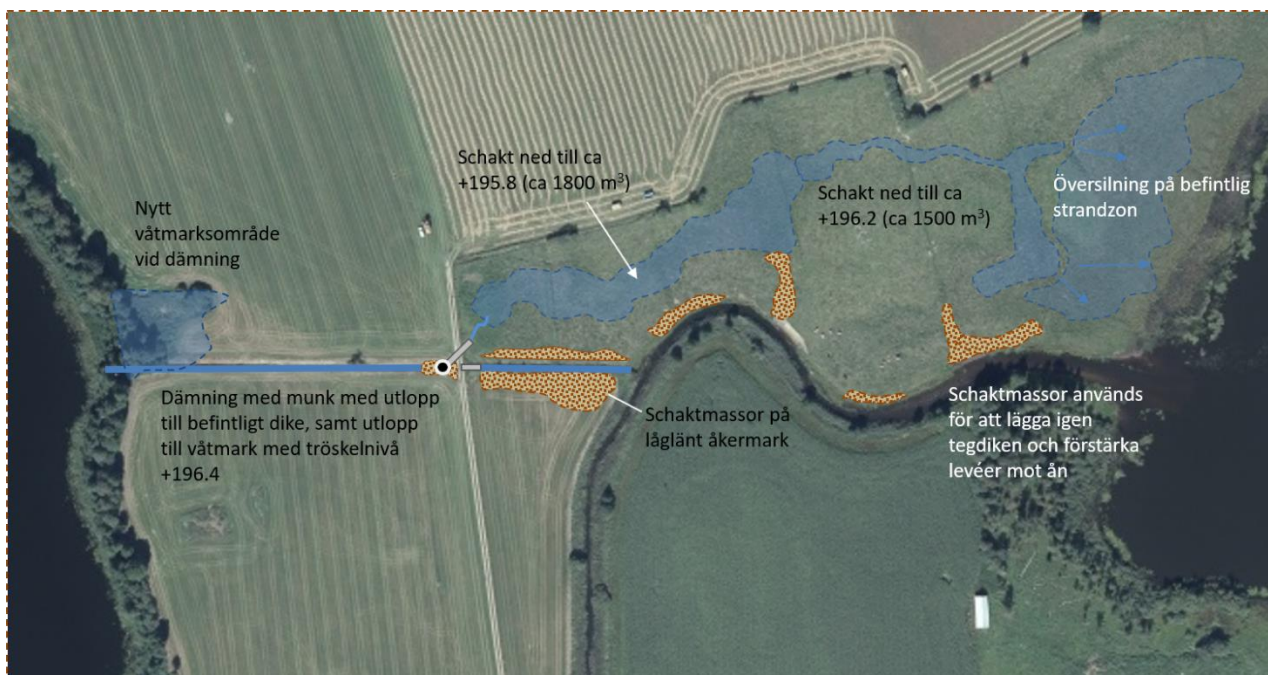 Schakt ned till ca
+195.8 (ca 1800 m³)
Schakt ned till ca
+196.2 (ca 1500 m³)
Översilning på befintlig
strandzon
Nytt
våtmarksområde
vid dämning
Dämning med munk med utlopp
till befintligt dike, samt utlopp
till våtmark med tröskelnivå
+196.4
Schaktmassor på
låglänt åkermark
Schaktmassor används
för att lägga igen
tegdiken och förstärka
levéer mot ån